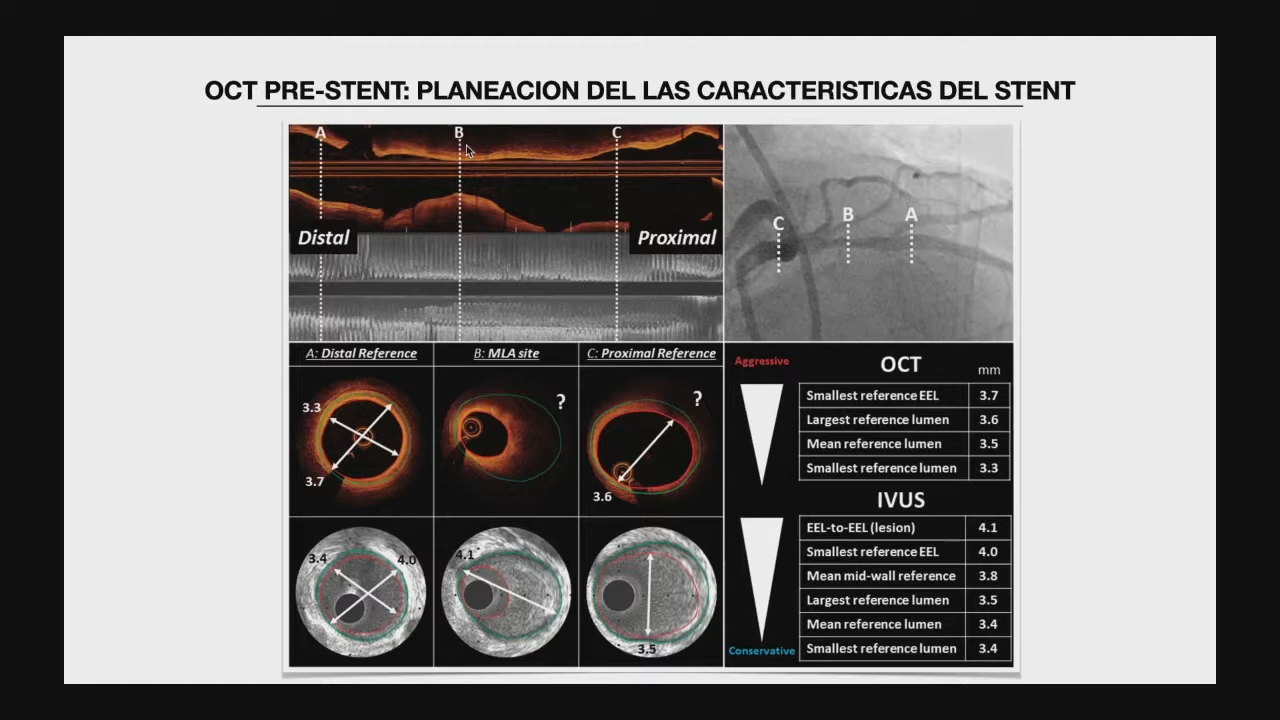 OCT PRE-STENT: PLANEACION DEL LAS CARACTERISTICAS DEL STENT
A B C
Distal Proximal
C B A
A: Distal Reference
B: MLA site
C: Proximal Reference
3.3
3.7
?
?
3.6
3.4 4.0
4.1
3.5
Aggressive
OCT mm
Smallest reference EEL 3.7
Largest reference lumen 3.6
Mean reference lumen 3.5
Smallest reference lumen 3.3
IVUS
EEL-to-EEL (lesion) 4.1
Smallest reference EEL 4.0
Mean mid-wall reference 3.8
Largest reference lumen 3.5
Mean reference lumen 3.4
Smallest reference lumen 3.4
Conservative